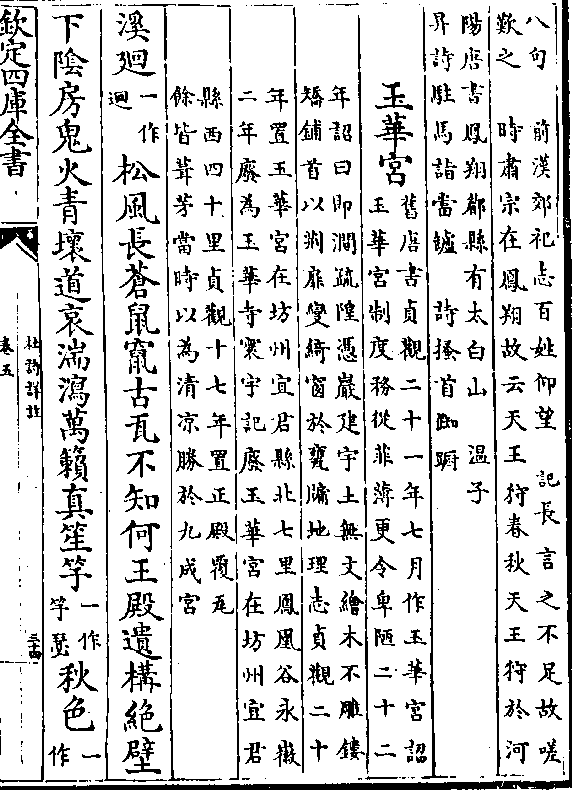 八句　前漢郊祀志百姓仰望　記長言之不足故嗟
歎之　時肅宗在鳳翔故云天王狩春秋天王狩於河
陽唐書鳳翔郿縣有太白山　温子
昇詩駐馬詣當壚　詩搔首踟蹰
玉華宮　舊唐書貞觀二十一年七月作玉華宮詔
玉華宮制度務從菲薄更令卑陋二十二
年詔曰即澗疏隍憑巖建宇土無文繪木不雕鏤
矯鋪首以荆扉變綺窗於甕牖地理志貞觀二十
年置玉華宮在坊州宜君縣北七里鳳凰谷永徽
二年廢為玉華寺寰宇記廢玉華宮在坊州宜君
縣西四十里貞觀十七年置正殿覆瓦
餘皆葺茅當時以為清凉勝於九成宮
溪廻一作迴松風長蒼鼠竄古瓦不知何王殿遺構絶壁
下陰房鬼火青壞道哀湍瀉萬籟真笙竽一作竽瑟秋色一作
欽定四庫全書
杜詩詳註
卷五
三十四